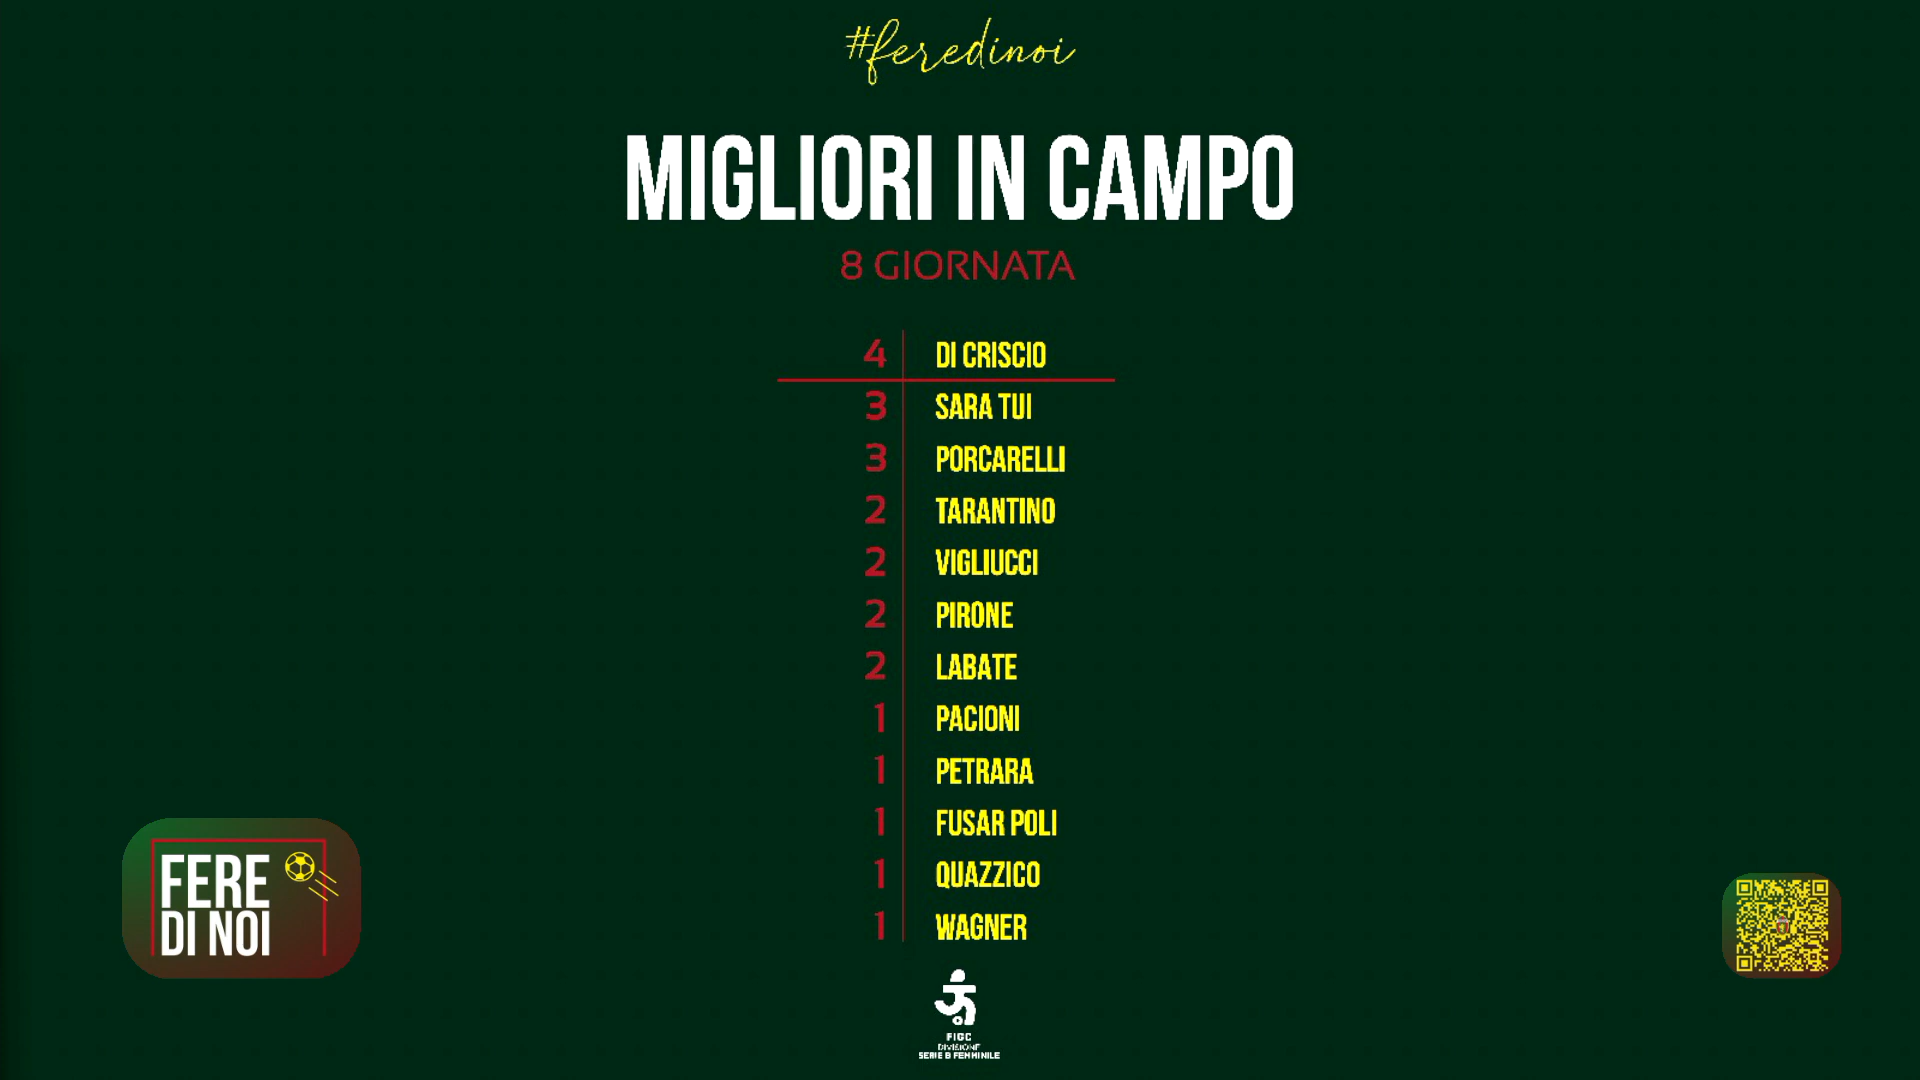 #feredinoi
MIGLIORI IN CAMPO
8 GIORNATA
4 DI CRISCIO
3 SARA TUI
3 PORCARELLI
2 TARANTINO
2 VIGLIUCCI
2 PIRONE
2 LABATE
1 PACIONI
1 PETRARA
1 FUSAR POLI
1 QUAZZICO
1 WAGNER
FERE
DI NOI
FIGC
DIVISIONE
SERIE B FEMMINILE